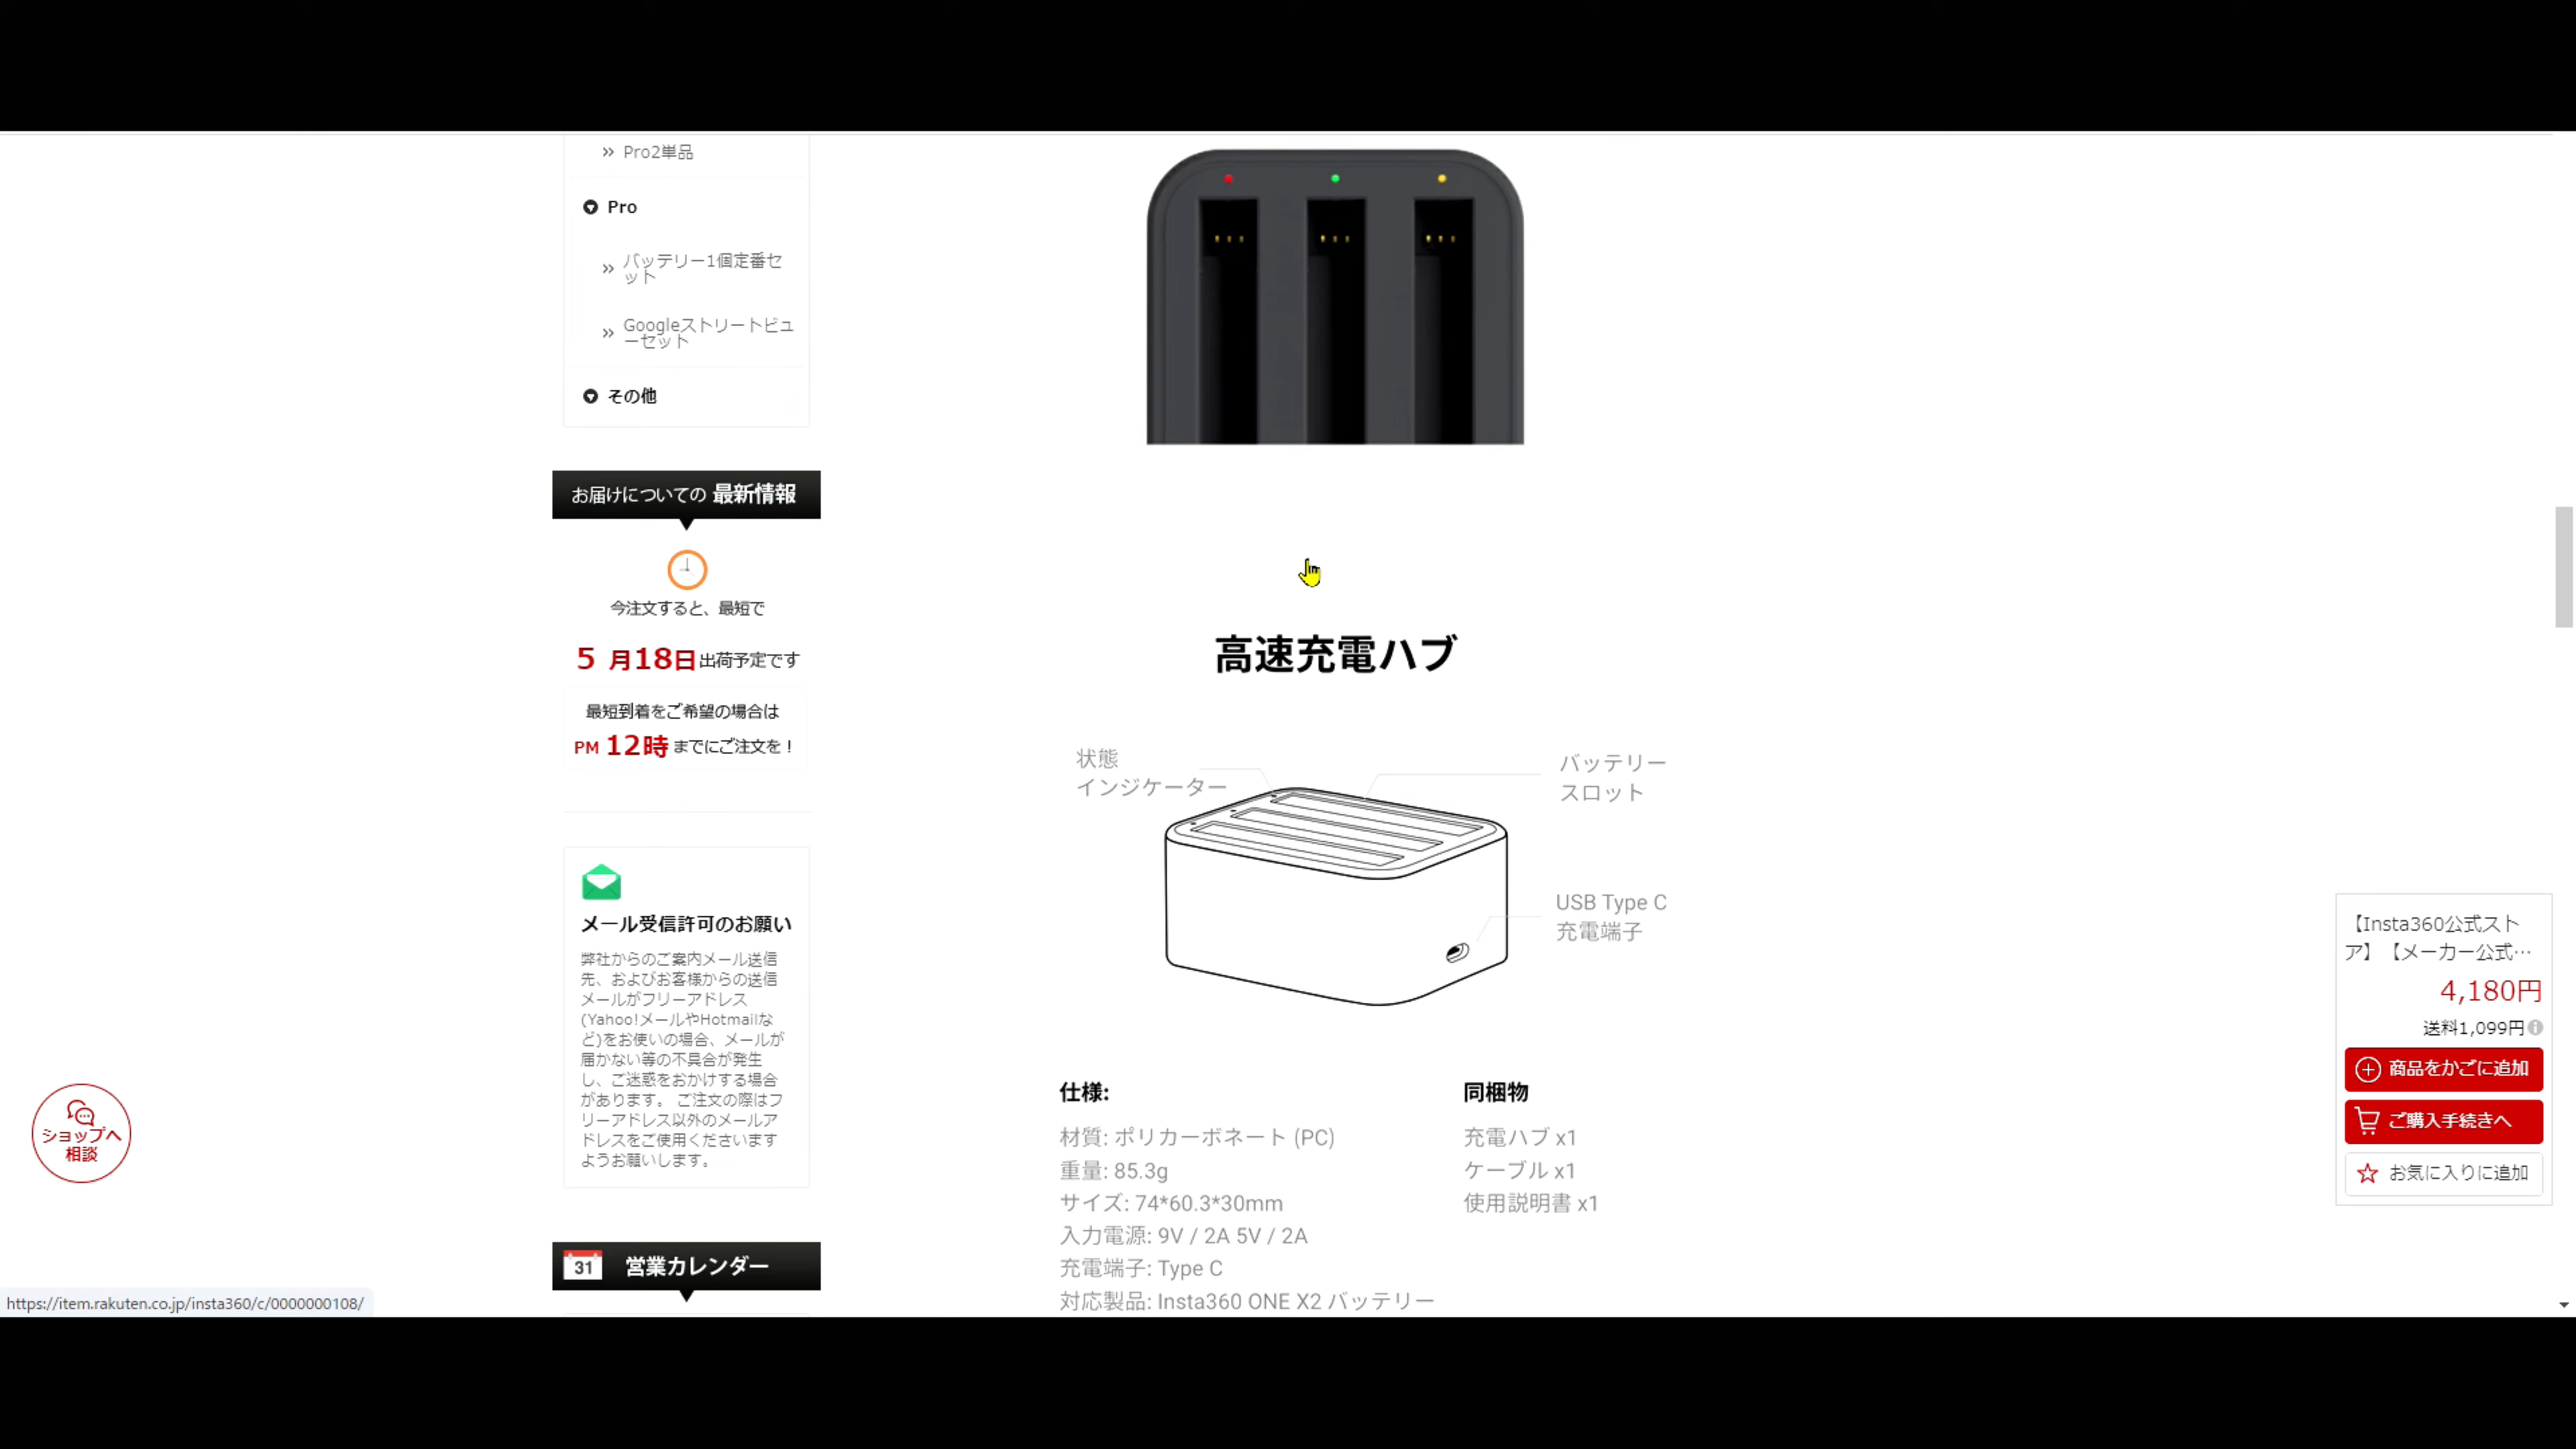 Pro2単品
Pro
バッテリー1個定番セ
ット
Googleストリートビュ
ーセット
その他
お届けについての 最新情報
今注文すると、最短で
5 月18日出荷予定です
最短到着をご希望の場合は
PM 12時までにご注文を！
メール受信許可のお願い
弊社からのご案内メール送信
先、およびお客様からの送信
メールがフリーアドレス
(Yahoo!メールやHotmailな
ど)をお使いの場合、メールが
届かない等の不具合が発生
し、ご迷惑をおかけする場合
があります。 ご注文の際はフ
リーアドレス以外のメールア
ドレスをご使用くださいます
ようお願いします。
31 営業カレンダー
高速充電ハブ
状態
インジケーター
バッテリー
スロット
USB Type C
充電端子
仕様:
材質: ポリカーボネート (PC)
重量: 85.3g
サイズ: 74*60.3*30mm
入力電源: 9V / 2A 5V / 2A
充電端子: Type C
対応製品: Insta360 ONE X2 バッテリー
同梱物
充電ハブ x1
ケーブル x1
使用説明書 x1
【Insta360公式スト
ア】【メーカー公式…
4,180円
送料1,099円
商品をかごに追加
ご購入手続きへ
お気に入りに追加
ショップへ
相談
https://item.rakuten.co.jp/insta360/c/0000000108/